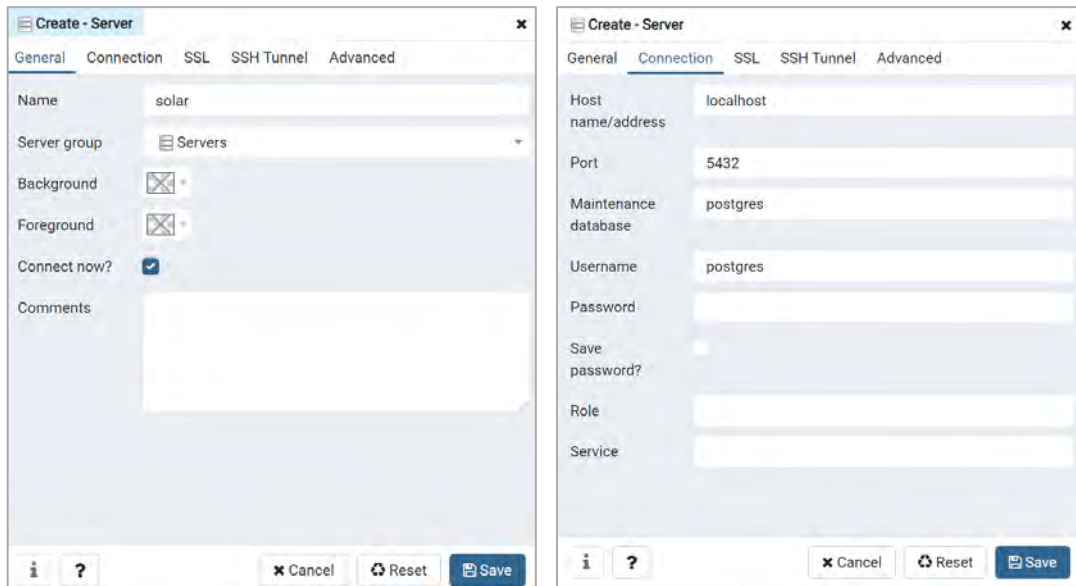 Create - Server
General Connection SSL SSH Tunnel Advanced
Name solar
Server group Servers
Background
Foreground
Connect now?
Comments
i ? Cancel Reset Save
Create - Server
General Connection SSL SSH Tunnel Advanced
Host
name/address
localhost
Port 5432
Maintenance
database
postgres
Username postgres
Password
Save
password?
Role
Service
i ? Cancel Reset Save